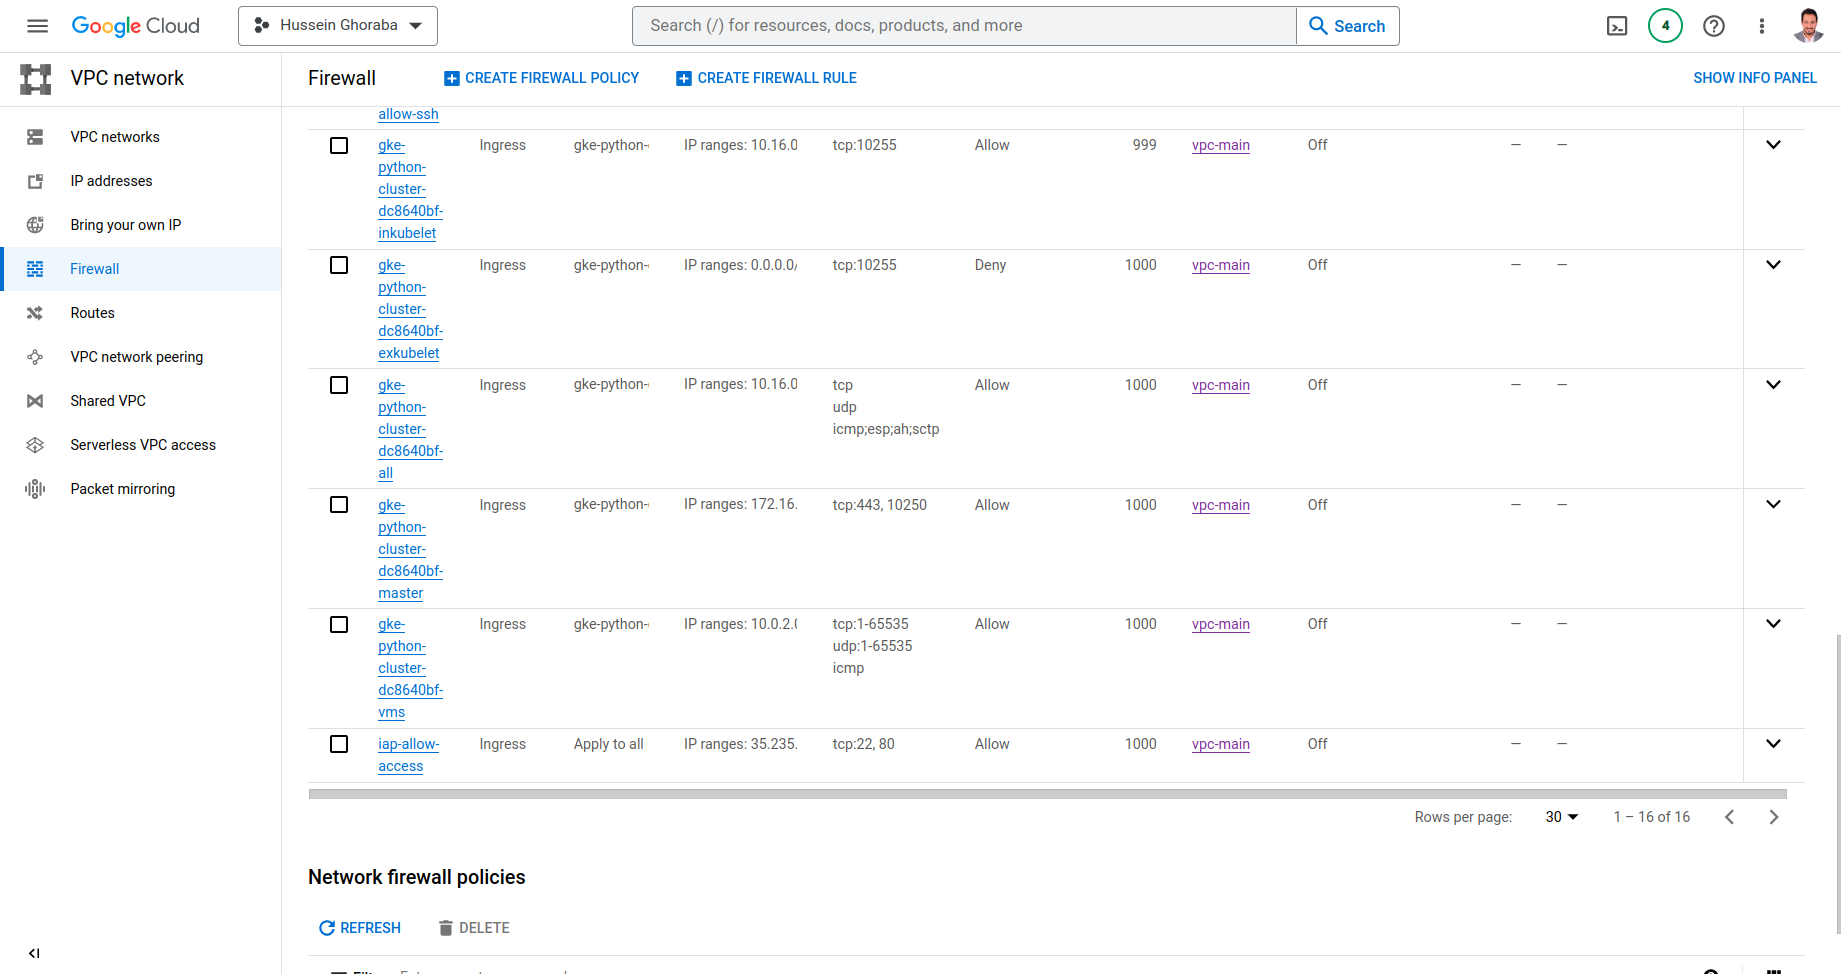 Google Cloud
Hussein Ghoraba
Search (/) for resources, docs, products, and more
Search
4
VPC network
Firewall
CREATE FIREWALL POLICY
CREATE FIREWALL RULE
SHOW INFO PANEL
VPC networks
IP addresses
Bring your own IP
Firewall
Routes
VPC network peering
Shared VPC
Serverless VPC access
Packet mirroring
allow-ssh
gke- Ingress gke-python- IP ranges: 10.16.0 tcp:10255 Allow 999 vpc-main Off — —
python-
cluster-
dc8640bf-
inkubelet
gke- Ingress gke-python- IP ranges: 0.0.0.0/ tcp:10255 Deny 1000 vpc-main Off — —
python-
cluster-
dc8640bf-
exkubelet
gke- Ingress gke-python- IP ranges: 10.16.0 tcp Allow 1000 vpc-main Off — —
python- udp
cluster- icmp;esp;ah;sctp
dc8640bf-
all
gke- Ingress gke-python- IP ranges: 172.16. tcp:443, 10250 Allow 1000 vpc-main Off — —
python-
cluster-
dc8640bf-
master
gke- Ingress gke-python- IP ranges: 10.0.2. tcp:1-65535 Allow 1000 vpc-main Off — —
python- udp:1-65535
cluster- icmp
dc8640bf-
vms
iap-allow- Ingress Apply to all IP ranges: 35.235. tcp:22, 80 Allow 1000 vpc-main Off — —
access
Rows per page: 30 1 – 16 of 16
Network firewall policies
REFRESH
DELETE